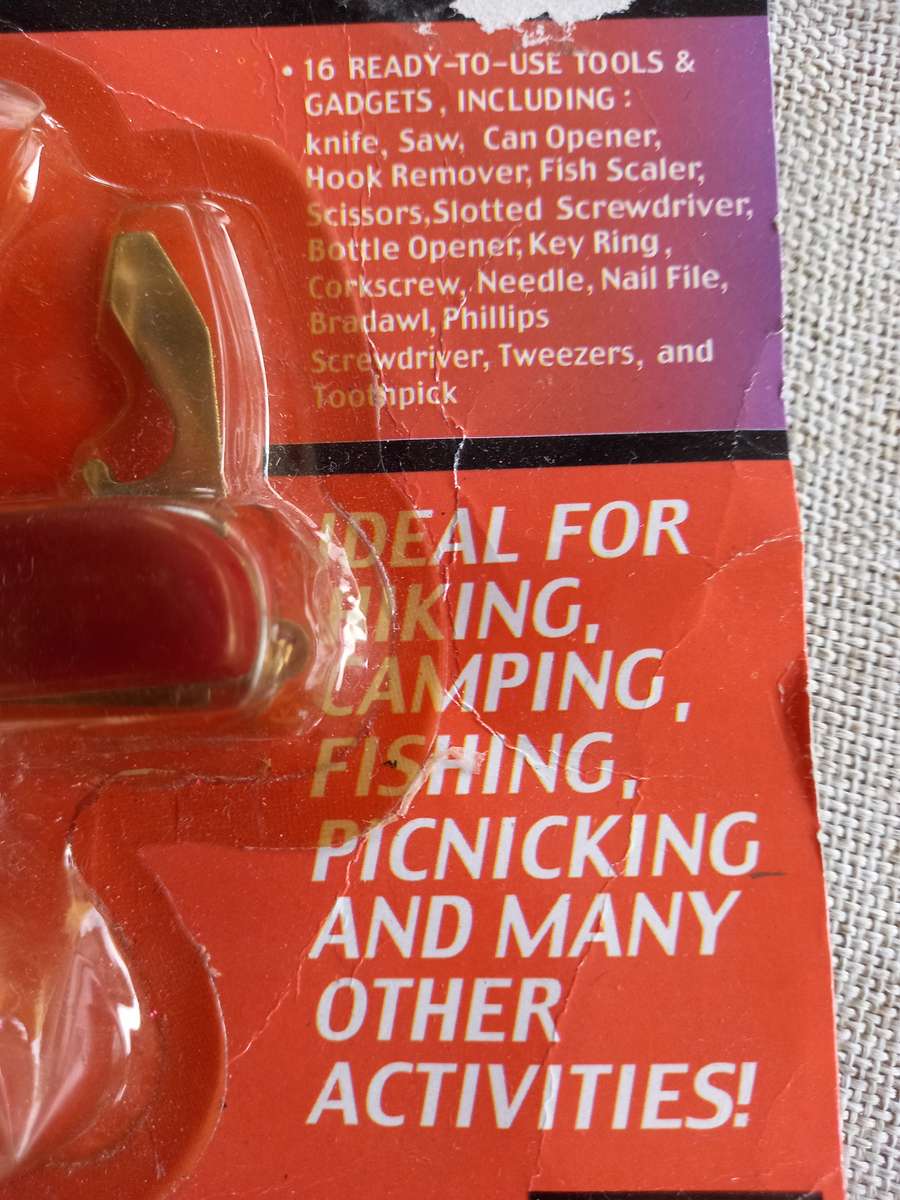 • 16 READY-TO-USE TOOLS &
GADGETS, INCLUDING:
knife, Saw, Can Opener,
Hook Remover, Fish Scaler,
Scissors, Slotted Screwdriver,
Bottle Opener, Key Ring,
Corkscrew, Needle, Nail File,
Bradawl, Phillips
Screwdriver, Tweezers, and
Toothpick
IDEAL FOR
HIKING,
CAMPING,
FISHING,
PICNICKING
AND MANY
OTHER
ACTIVITIES!